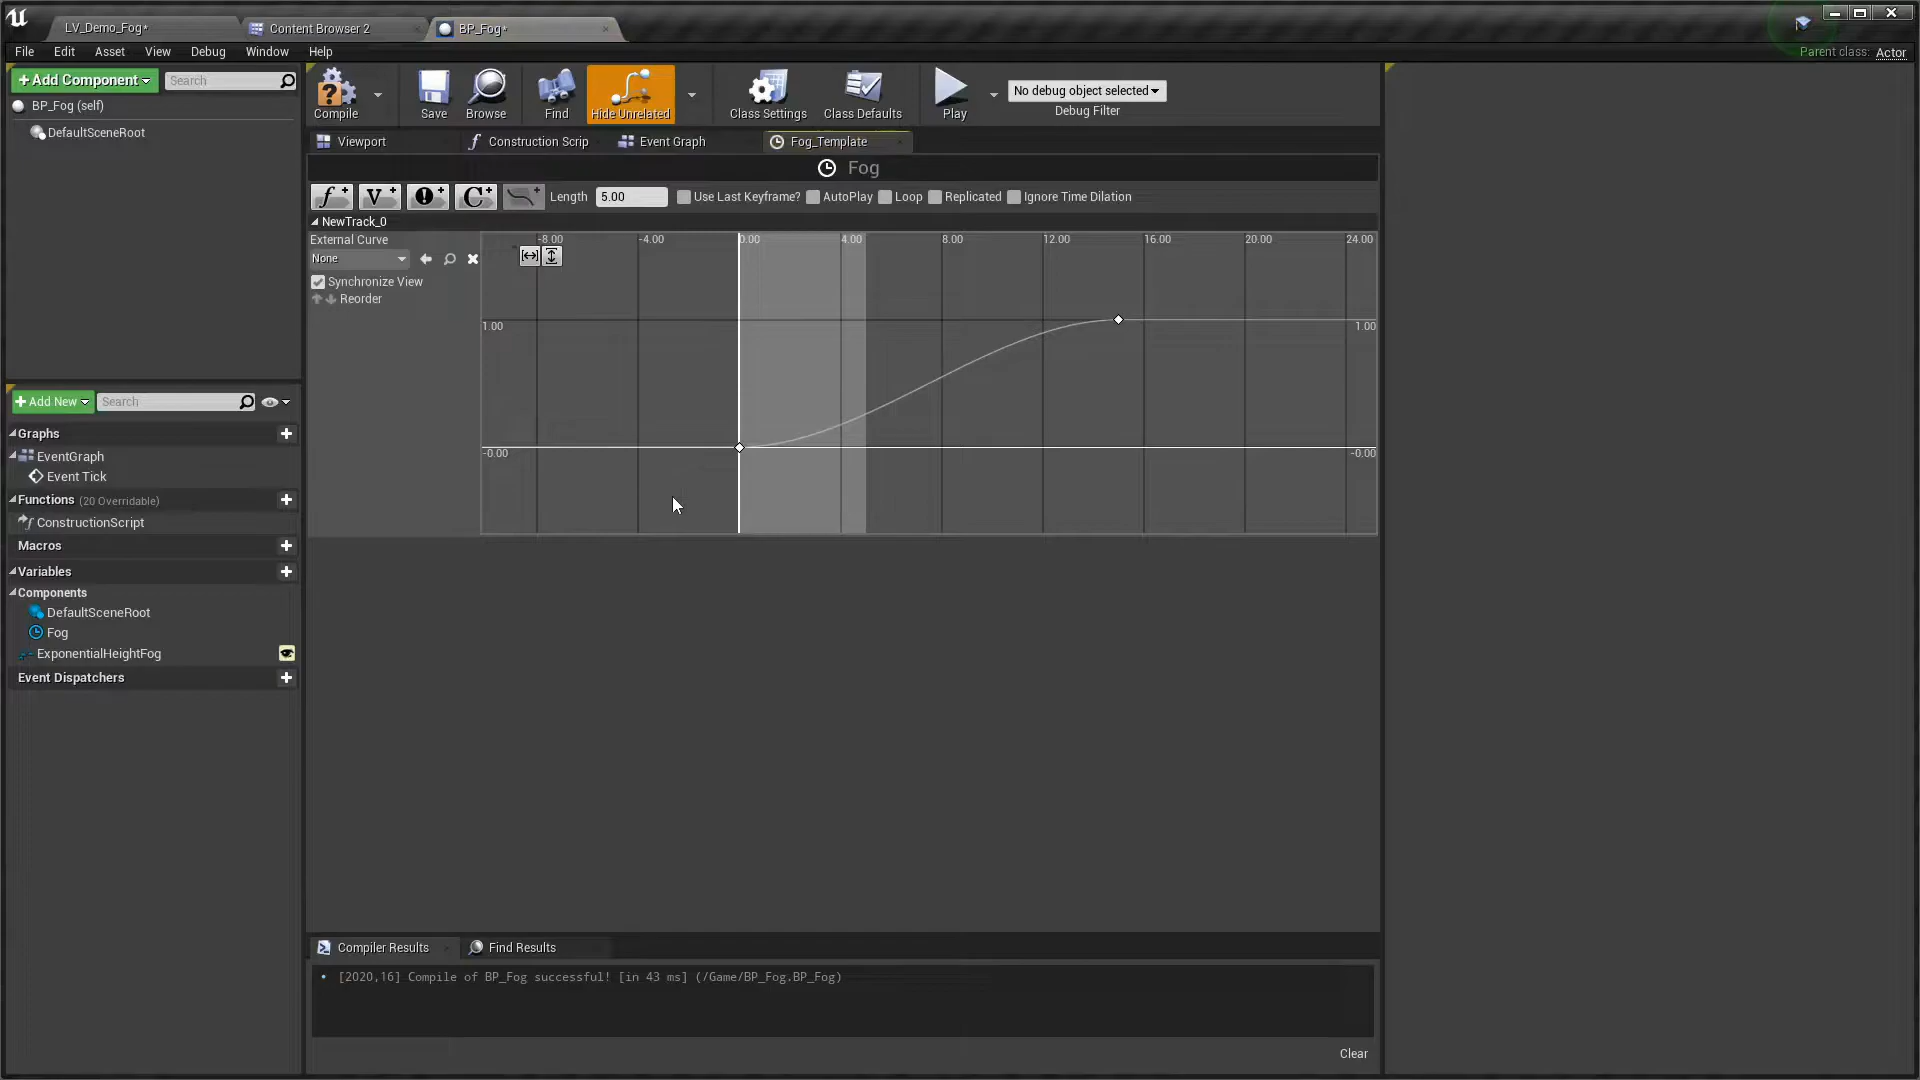 LV_Demo_Fog*
Content Browser 2
BP_Fog*
File Edit Asset View Debug Window Help
Parent class: Actor
Add Component
Search
BP_Fog (self)
DefaultSceneRoot
Compile
Save
Browse
Find
Hide Unrelated
Class Settings
Class Defaults
Play
No debug object selected
Debug Filter
Viewport
Construction Scrip
Event Graph
Fog_Template
Fog
Length 5.00 Use Last Keyframe? AutoPlay Loop Replicated Ignore Time Dilation
NewTrack_0
External Curve
None
Synchronize View
Reorder
-8.00 -4.00 0.00 4.00 8.00 12.00 16.00 20.00 24.00
1.00 1.00
-0.00 -0.00
Add New
Search
Graphs
EventGraph
Event Tick
Functions (20 Overridable)
ConstructionScript
Macros
Variables
Components
DefaultSceneRoot
Fog
ExponentialHeightFog
Event Dispatchers
Compiler Results
Find Results
[2020,16] Compile of BP_Fog successful! [in 43 ms] (/Game/BP_Fog.BP_Fog)
Clear